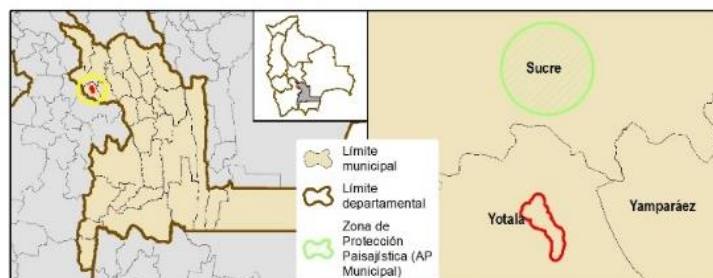 Límite
municipal
Límite
departamental
Zona de
Protección
Paisajística (AP
Municipal)
Sucre
Yotala
Yamparáez